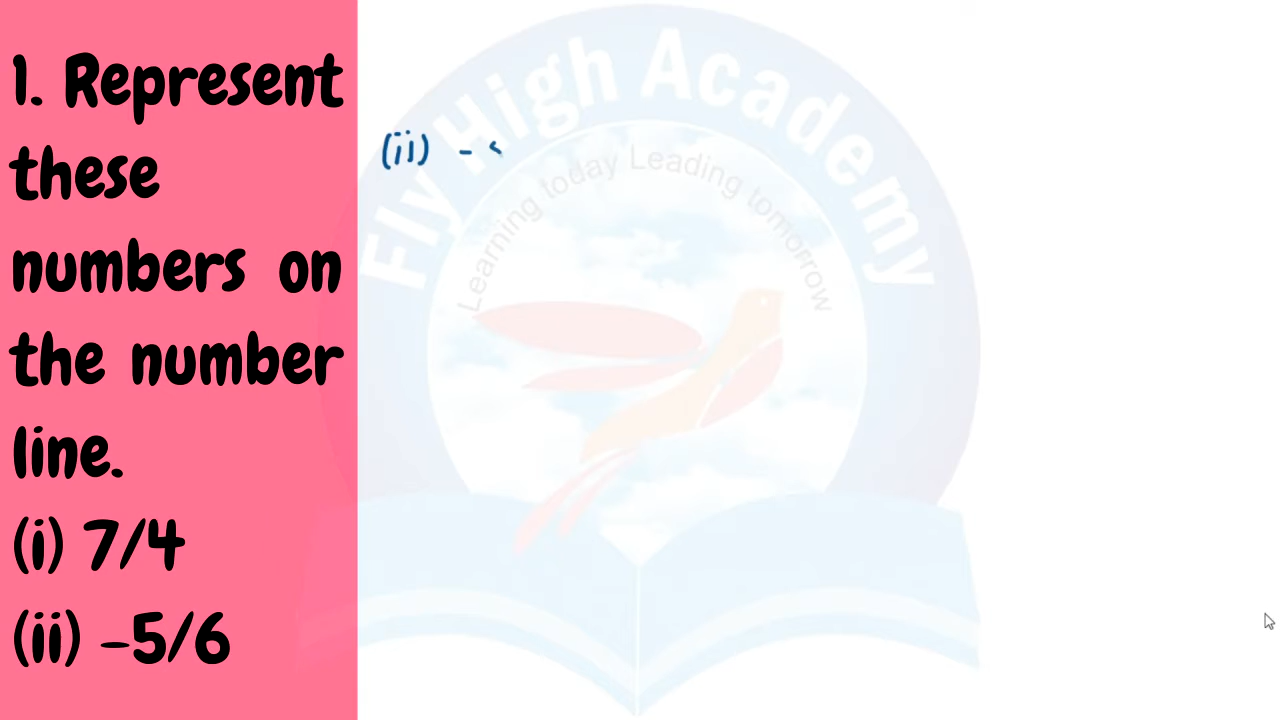 1. Represent
these
numbers on
the number
line.
(i) 7/4
(ii) -5/6
Fly High Academy
Learning today Leading tomorrow
(ii) -